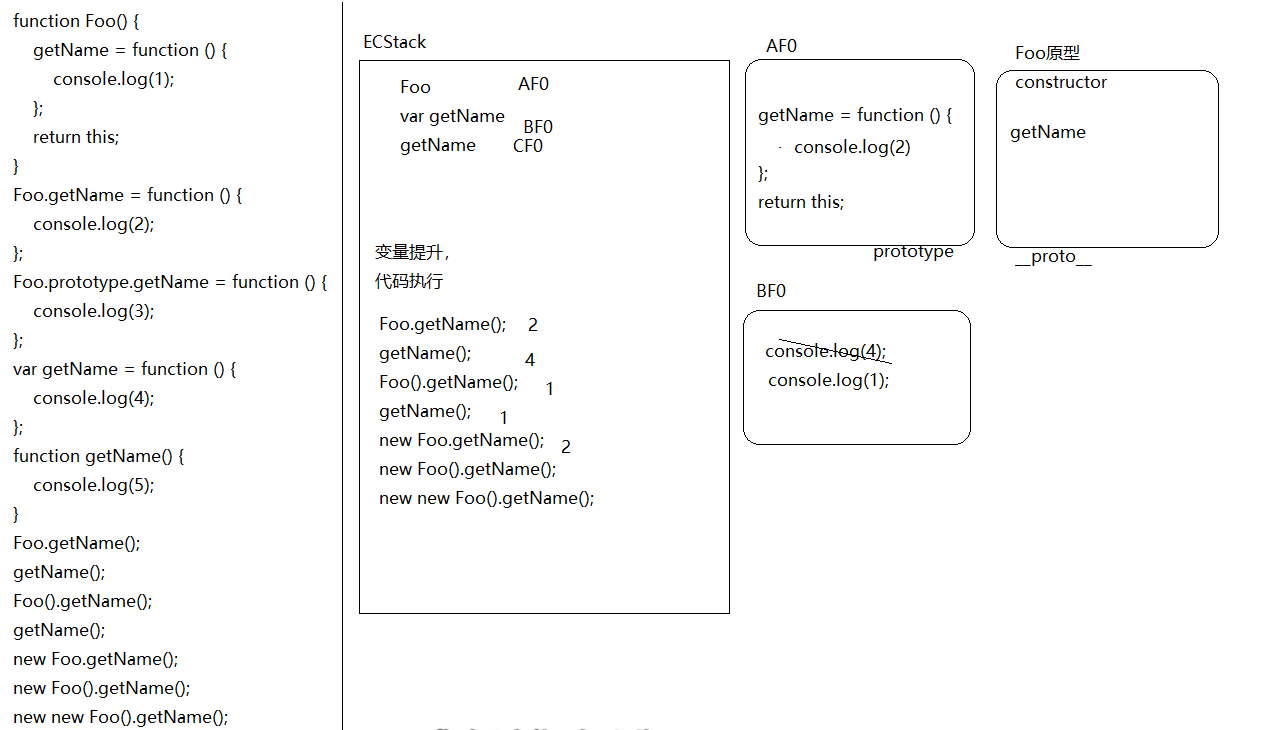 function Foo() {
getName = function () {
console.log(1);
};
return this;
}
Foo.getName = function () {
console.log(2);
};
Foo.prototype.getName = function () {
console.log(3);
};
var getName = function () {
console.log(4);
};
function getName() {
console.log(5);
}
Foo.getName();
getName();
Foo().getName();
getName();
new Foo.getName();
new Foo().getName();
new new Foo().getName();
ECStack
Foo AF0
var getName BF0
getName CF0
变量提升，
代码执行
Foo.getName(); 2
getName(); 4
Foo().getName(); 1
getName(); 1
new Foo.getName(); 2
new Foo().getName();
new new Foo().getName();
AF0
getName = function () {
console.log(2)
};
return this;
prototype
BF0
console.log(4);
console.log(1);
Foo原型
constructor
getName
__proto__